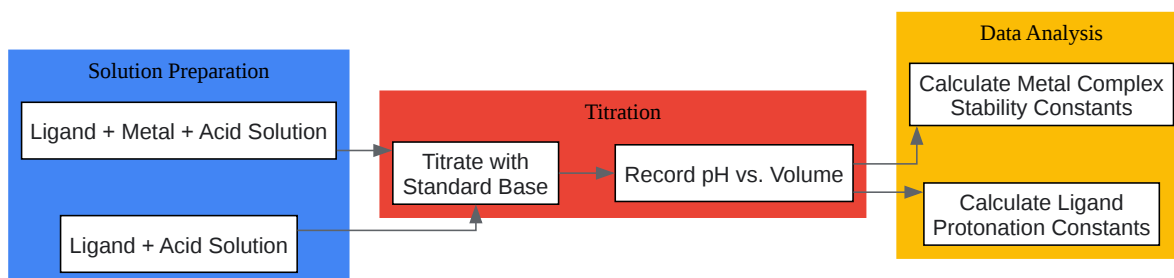 Solution Preparation
Ligand + Metal + Acid Solution
Ligand + Acid Solution
Titration
Titrate with
Standard Base
Record pH vs. Volume
Data Analysis
Calculate Metal Complex
Stability Constants
Calculate Ligand
Protonation Constants